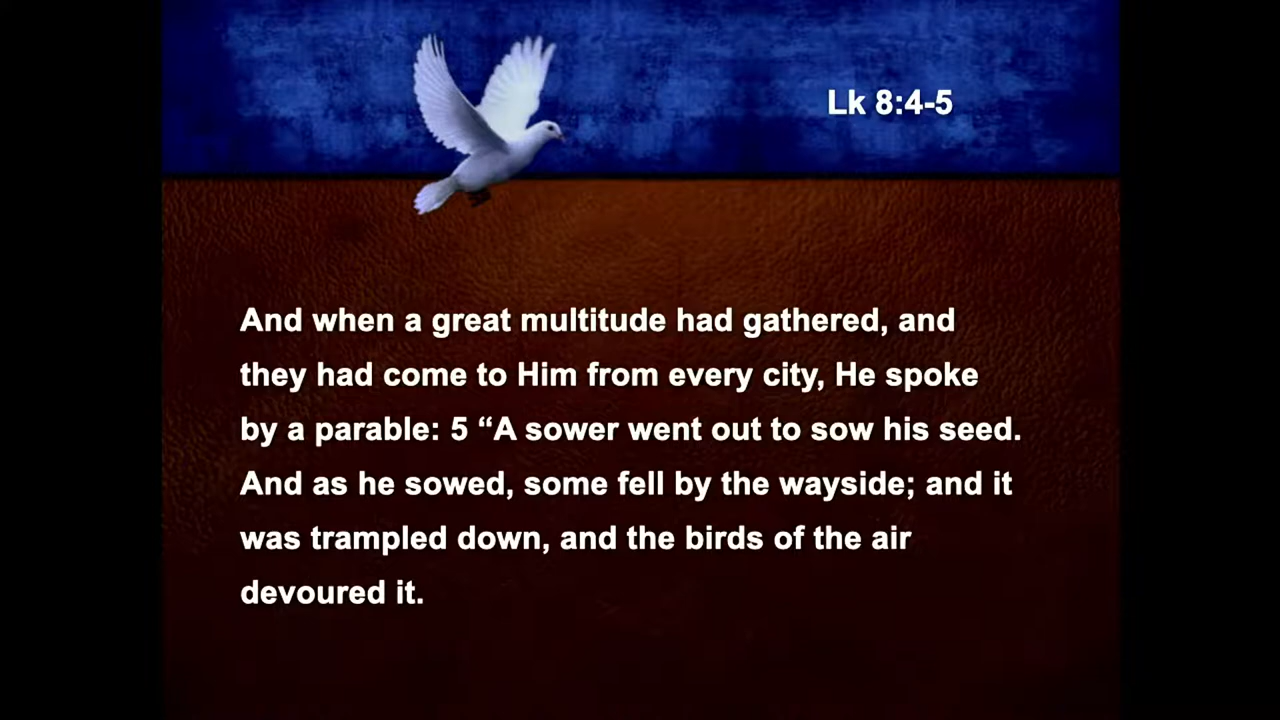 Lk 8:4-5
And when a great multitude had gathered, and
they had come to Him from every city, He spoke
by a parable: 5 “A sower went out to sow his seed.
And as he sowed, some fell by the wayside; and it
was trampled down, and the birds of the air
devoured it.